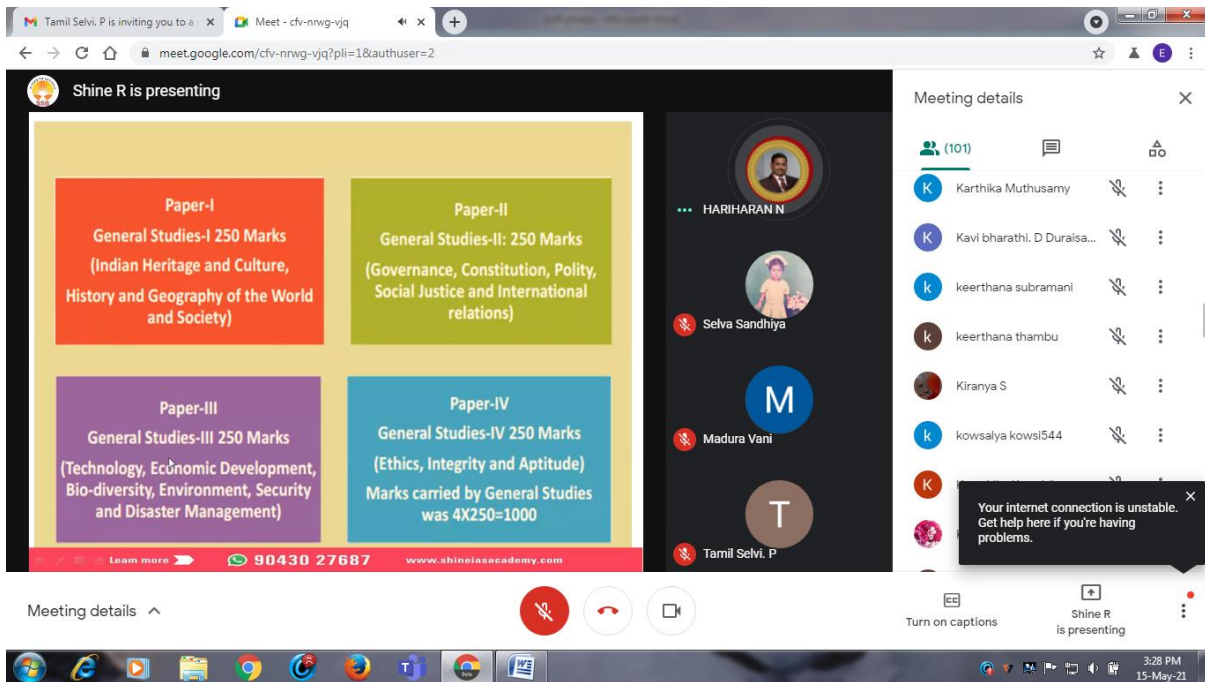 Tamil Selvi. P is inviting you to a
Meet - cfv-nrwg-vjq
meet.google.com/cfv-nrwg-vjq?pli=1&authuser=2
E
SSB
Shine R is presenting
Paper-I
General Studies-I 250 Marks
(Indian Heritage and Culture,
History and Geography of the World
and Society)
Paper-II
General Studies-II: 250 Marks
(Governance, Constitution, Polity,
Social Justice and International
relations)
Paper-III
General Studies-III 250 Marks
(Technology, Economic Development,
Bio-diversity, Environment, Security
and Disaster Management)
Paper-IV
General Studies-IV 250 Marks
(Ethics, Integrity and Aptitude)
Marks carried by General Studies
was 4X250=1000
Learn more
90430 27687
www.shineiasacademy.com
HARIHARAN N
Selva Sandhiya
M
Madura Vani
T
Tamil Selvi. P
Meeting details
(101)
K
Karthika Muthusamy
K
Kavi bharathi. D Duraisa...
k
keerthana subramani
k
keerthana thambu
Kiranya S
k
kowsalya kowsi544
K
Your internet connection is unstable.
Get help here if you're having
problems.
Meeting details
CC
Turn on captions
Shine R
is presenting
3:28 PM
15-May-21